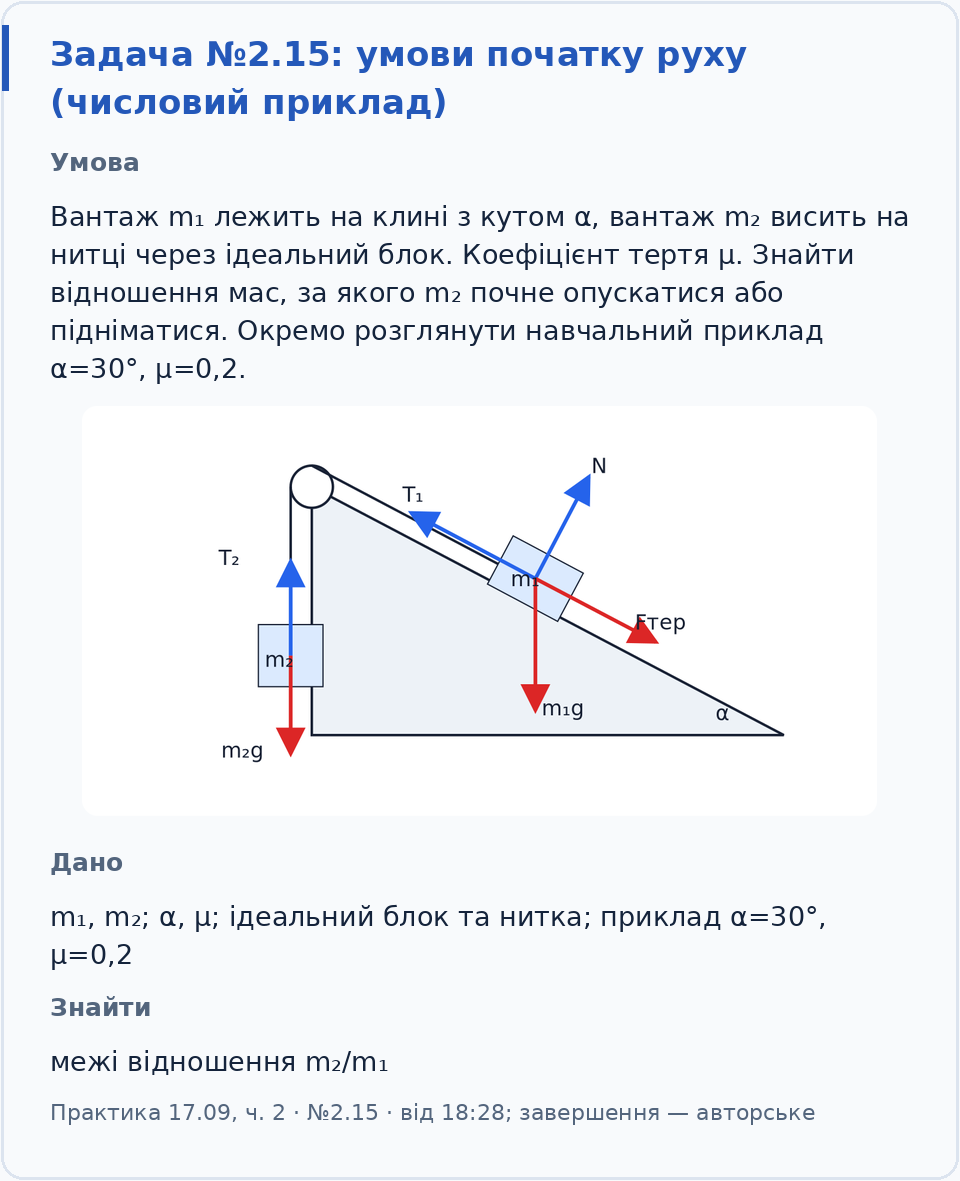 Задача №2.15: умови початку руху
(числовий приклад)
Умова
Вантаж m₁ лежить на клині з кутом α, вантаж m₂ висить на
нитці через ідеальний блок. Коефіцієнт тертя μ. Знайти
відношення мас, за якого m₂ почне опускатися або
підніматися. Окремо розглянути навчальний приклад
α=30°, μ=0,2.
N
T₁
T₂
m₁
Fтер
m₂
m₁g
α
m₂g
Дано
m₁, m₂; α, μ; ідеальний блок та нитка; приклад α=30°,
μ=0,2
Знайти
межі відношення m₂/m₁
Практика 17.09, ч. 2 · №2.15 · від 18:28; завершення — авторське